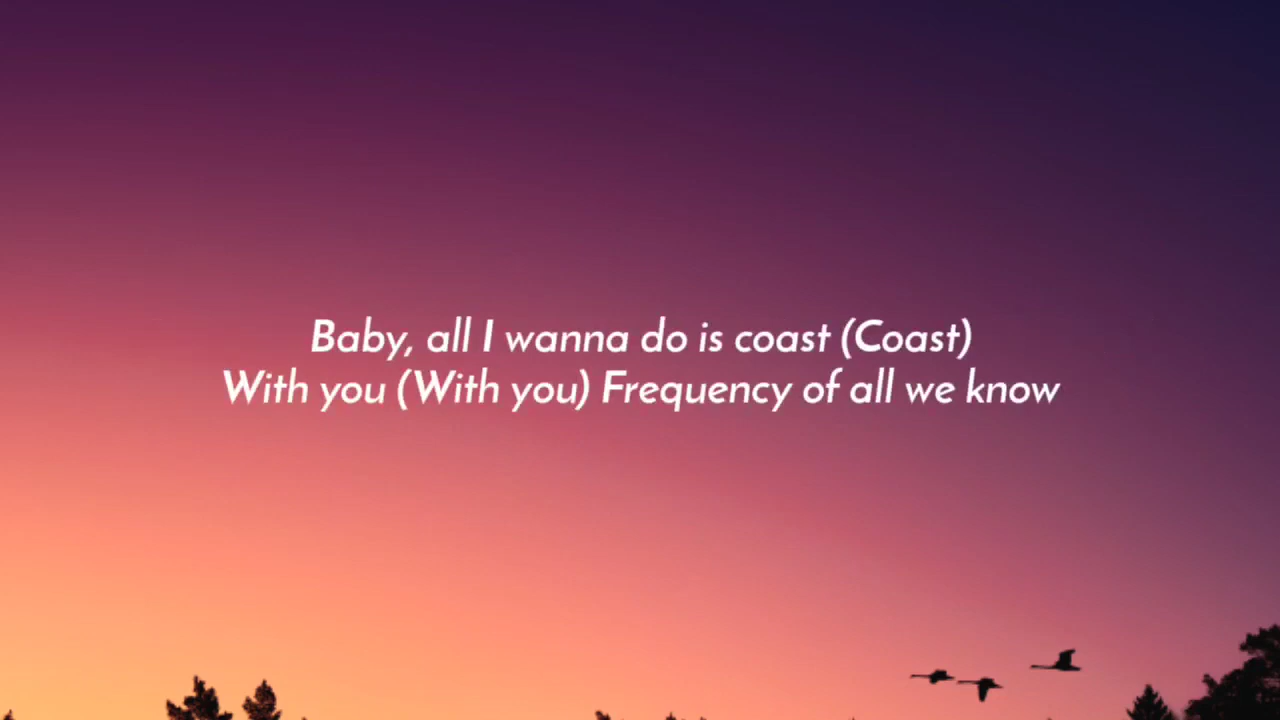 Baby, all I wanna do is coast (Coast)
With you (With you) Frequency of all we know